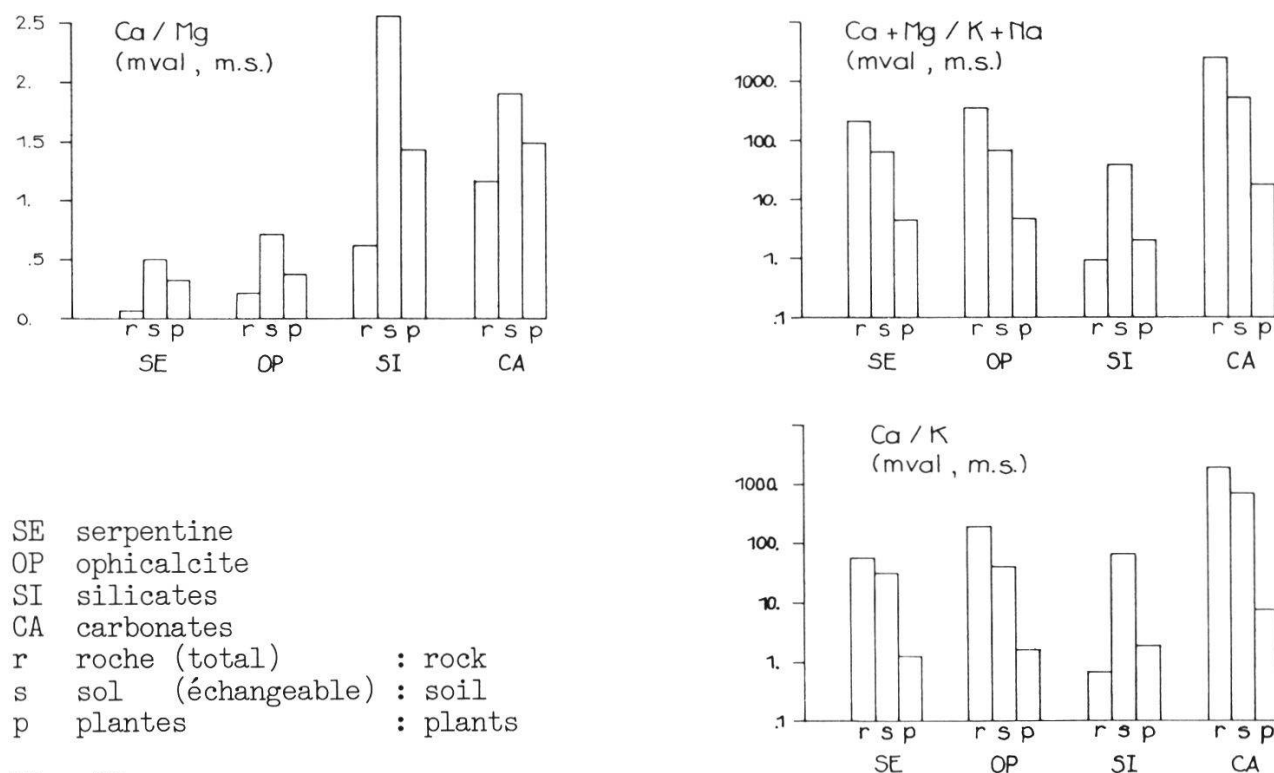 Ca / Mg
(mval , m.s.)
2.5
2.
1.5
1.
.5
0.
r s p r s p r s p r s p
SE OP SI CA
Ca + Mg / K + Na
(mval , m.s.)
1000.
100.
10.
1.
.1
r s p r s p r s p r s p
SE OP SI CA
Ca / K
(mval , m.s.)
1000.
100.
10.
1.
.1
r s p r s p r s p r s p
SE OP SI CA
SE serpentine
OP ophicalcite
SI silicates
CA carbonates
r roche (total) : rock
s sol (échangeable) : soil
p plantes : plants